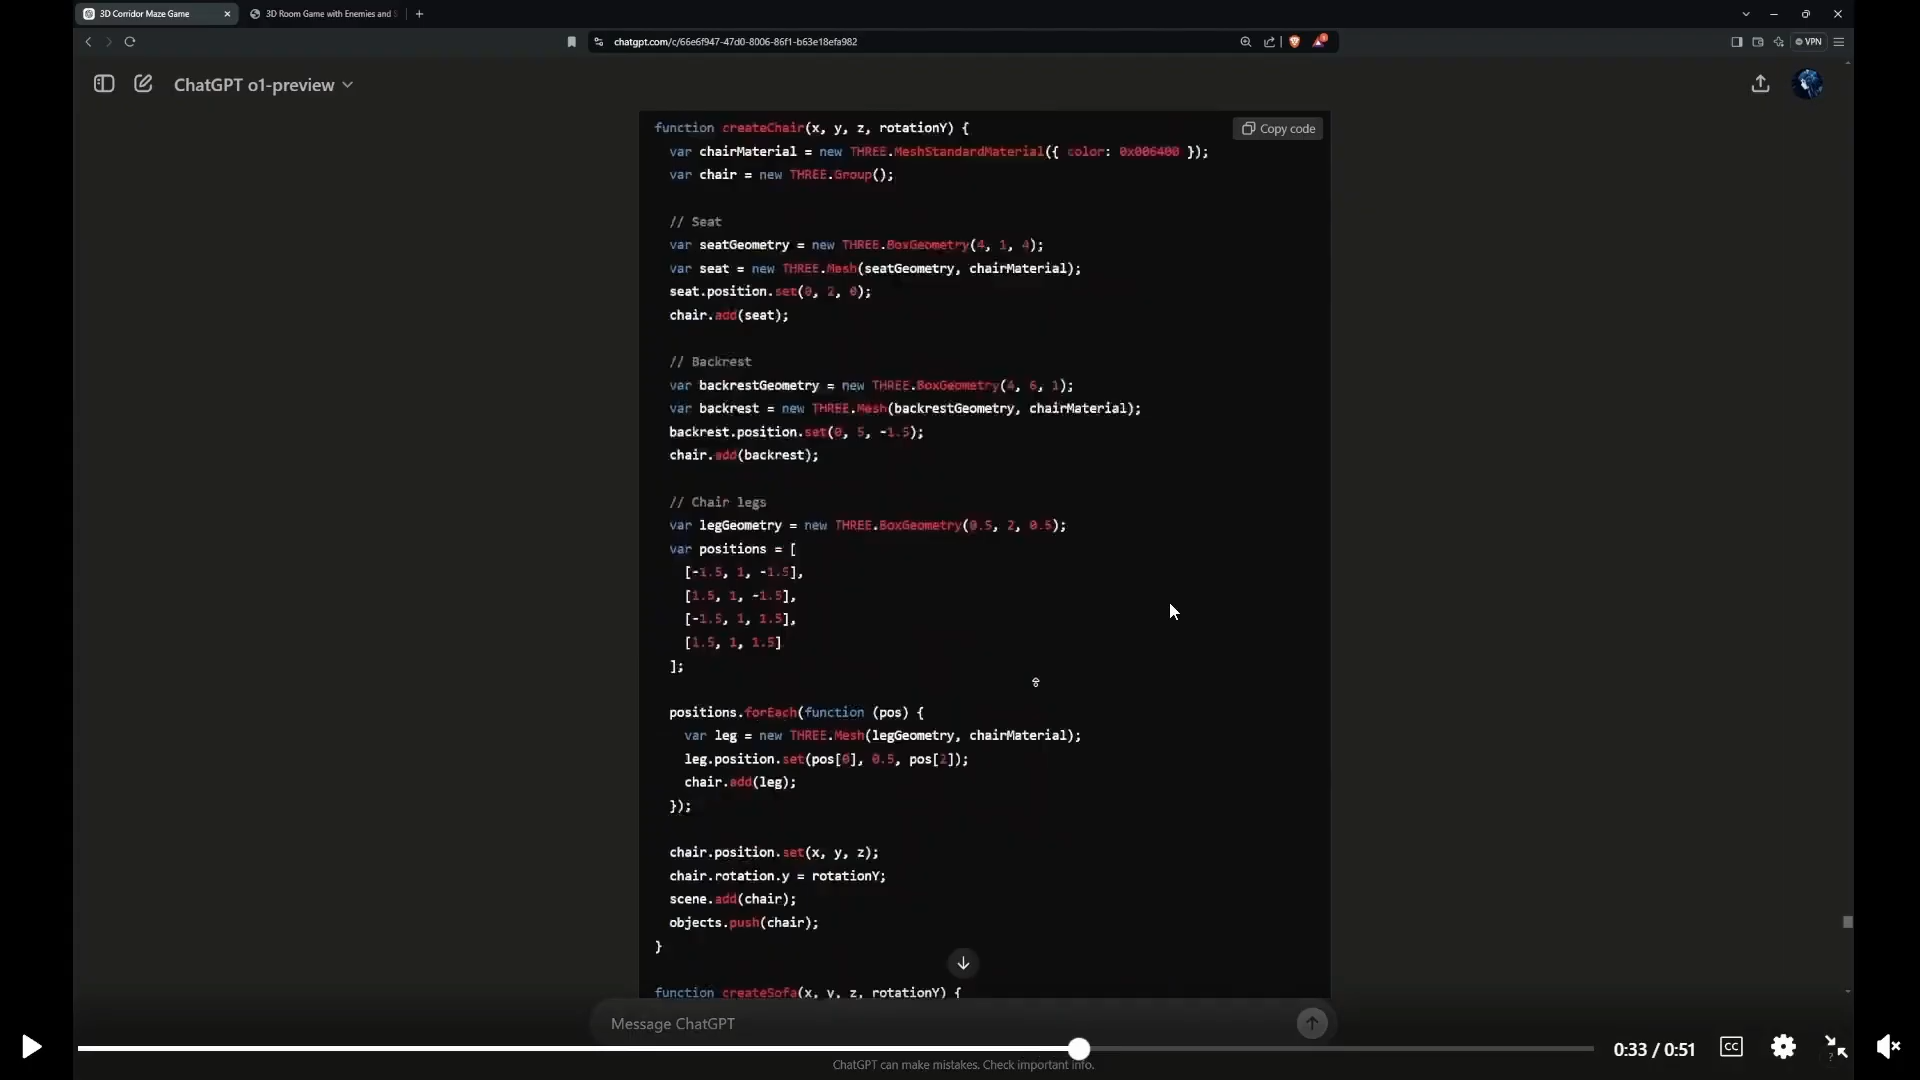 3D Corridor Maze Game
3D Room Game with Enemies and
chatgpt.com/c/66e6f947-47d0-8006-86f1-b63e18efa982
VPN
ChatGPT o1-preview
Copy code
function createChair(x, y, z, rotationY) {
var chairMaterial = new THREE.MeshStandardMaterial({ color: 0x006400 });
var chair = new THREE.Group();
// Seat
var seatGeometry = new THREE.BoxGeometry(4, 1, 4);
var seat = new THREE.Mesh(seatGeometry, chairMaterial);
seat.position.set(0, 2, 0);
chair.add(seat);
// Backrest
var backrestGeometry = new THREE.BoxGeometry(4, 6, 1);
var backrest = new THREE.Mesh(backrestGeometry, chairMaterial);
backrest.position.set(0, 5, -1.5);
chair.add(backrest);
// Chair legs
var legGeometry = new THREE.BoxGeometry(0.5, 2, 0.5);
var positions = [
[-1.5, 1, -1.5],
[1.5, 1, -1.5],
[-1.5, 1, 1.5],
[1.5, 1, 1.5]
];
positions.forEach(function (pos) {
var leg = new THREE.Mesh(legGeometry, chairMaterial);
leg.position.set(pos[0], 0.5, pos[2]);
chair.add(leg);
});
chair.position.set(x, y, z);
chair.rotation.y = rotationY;
scene.add(chair);
objects.push(chair);
}
function createSofa(x, y, z, rotationY) {
Message ChatGPT
0:33 / 0:51
CC
ChatGPT can make mistakes. Check important info.